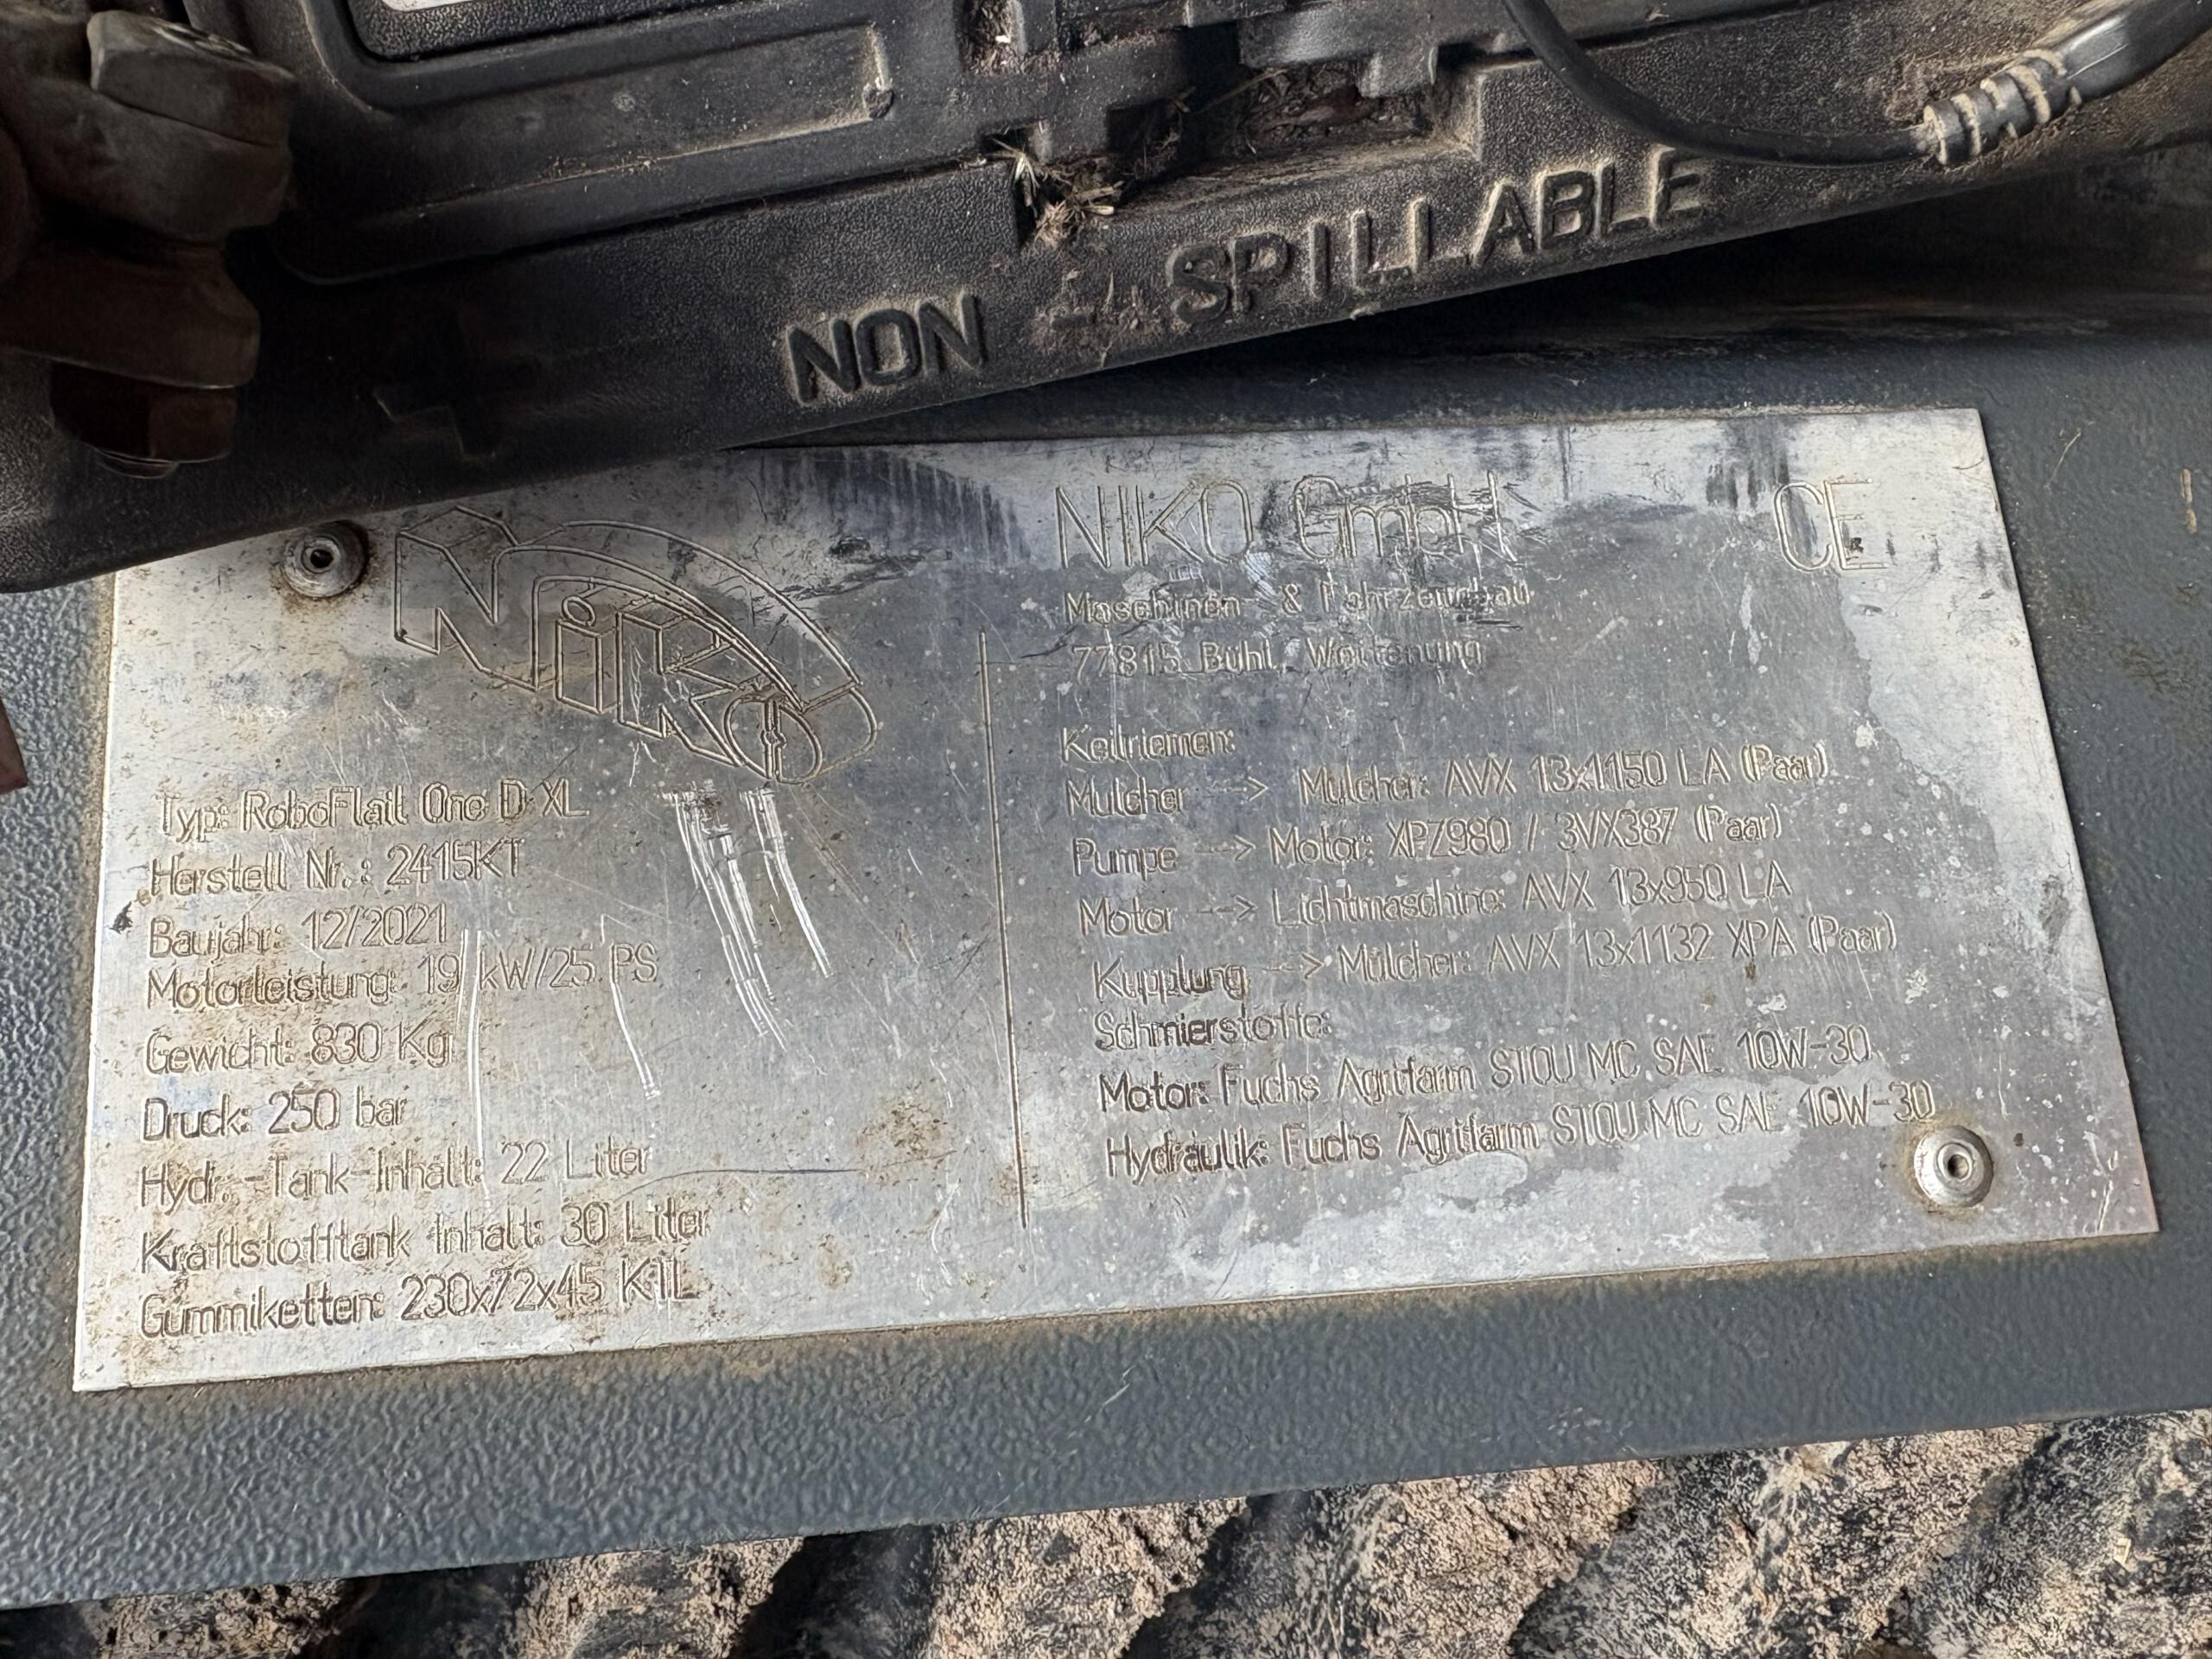 NON - SPILLABLE
NiKo
NIKO GmbH
CE
Maschinen- & Fahrzeugbau
77815 Bühl, Weitenung
Typ: RoboFlail One D XL
Herstell Nr.: 2415KT
Baujahr: 12/2021
Motorleistung: 19 kW/25 PS
Gewicht: 830 Kg
Druck: 250 bar
Hydr.-Tank-Inhalt: 22 Liter
Kraftstofftank Inhalt: 30 Liter
Gummiketten: 230x72x45 KTL
Keilriemen:
Mulcher --> Mulcher: AVX 13x1150 LA (Paar)
Pumpe --> Motor: XPZ980 / 3VX387 (Paar)
Motor --> Lichtmaschine: AVX 13x950 LA
Kupplung --> Mulcher: AVX 13x1132 XPA (Paar)
Schmierstoffe:
Motor: Fuchs Agrifarm STOU MC SAE 10W-30
Hydraulik: Fuchs Agrifarm STOU MC SAE 10W-30